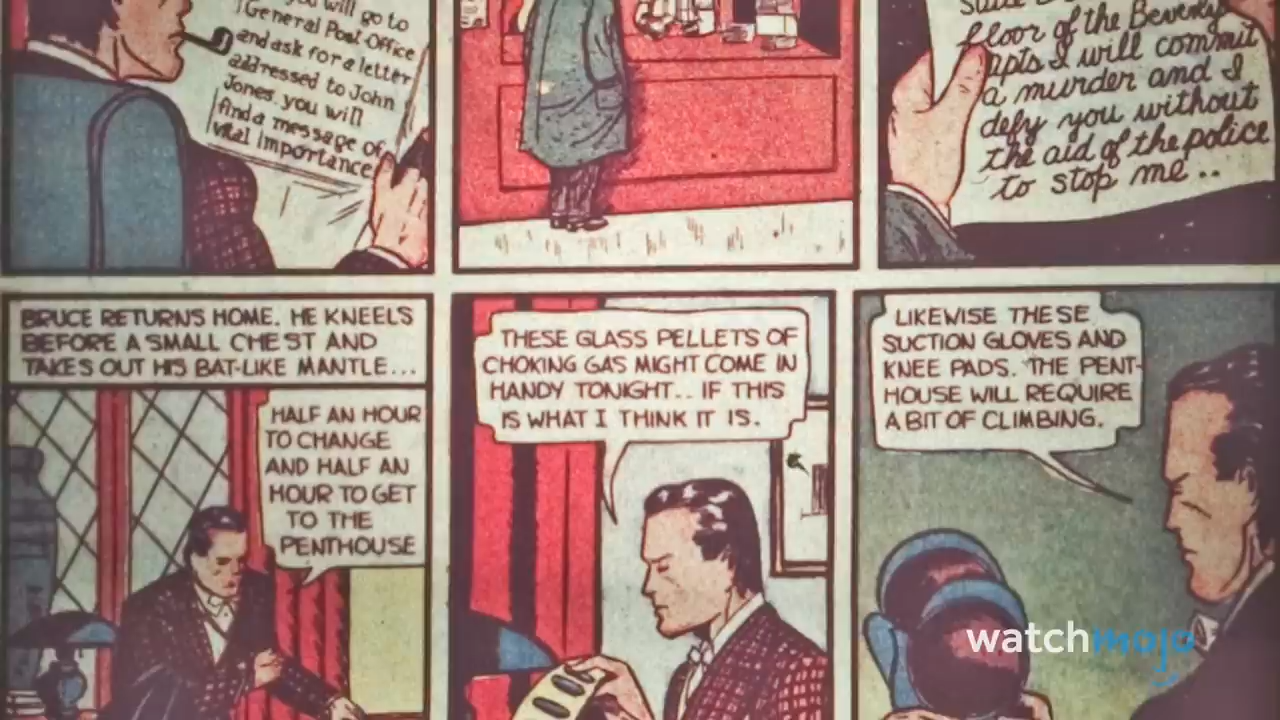 you will go to
General Post Office
and ask for a letter
addressed to John
Jones. you will
find a message of
vital importance
floor of the Beverly
apts I will commit
a murder and I
defy you without
the aid of the police
to stop me ..
BRUCE RETURNS HOME. HE KNEELS
BEFORE A SMALL CHEST AND
TAKES OUT HIS BAT-LIKE MANTLE...
HALF AN HOUR
TO CHANGE
AND HALF AN
HOUR TO GET
TO THE
PENTHOUSE
THESE GLASS PELLETS OF
CHOKING GAS MIGHT COME IN
HANDY TONIGHT.. IF THIS
IS WHAT I THINK IT IS.
LIKEWISE THESE
SUCTION GLOVES AND
KNEE PADS. THE PENT-
HOUSE WILL REQUIRE
A BIT OF CLIMBING.
watchmojo